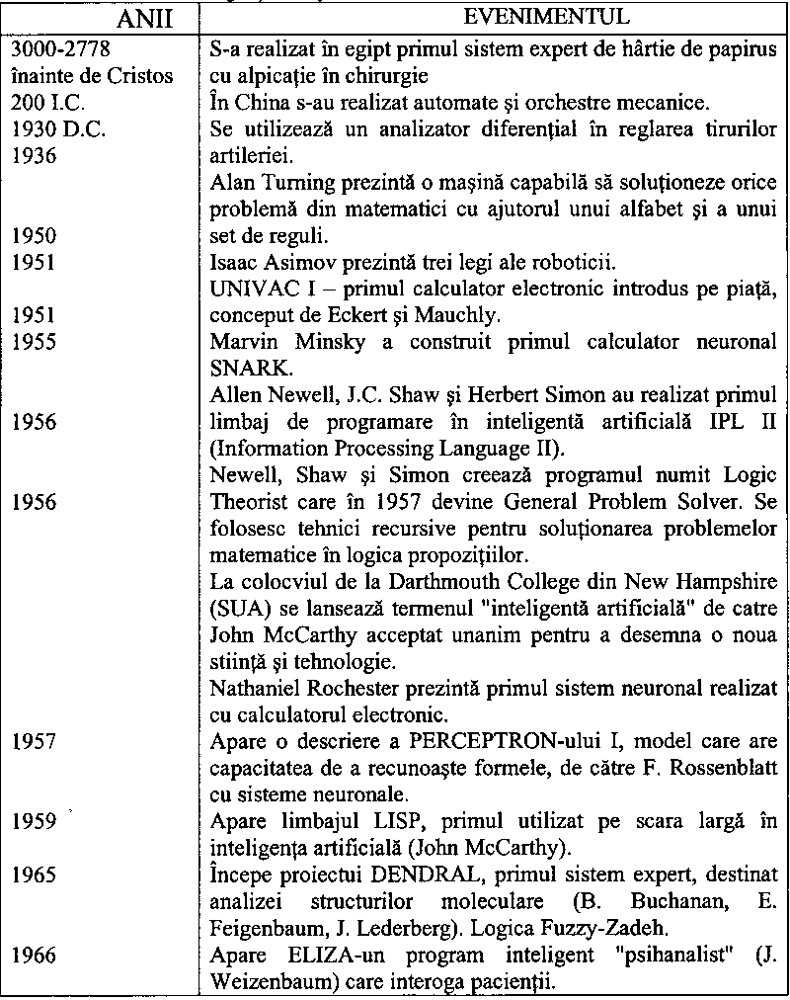 ANII EVENIMENTUL
3000-2778 S-a realizat în egipt primul sistem expert de hârtie de papirus
înainte de Cristos cu alpicaţie în chirurgie
200 I.C. În China s-au realizat automate şi orchestre mecanice.
1930 D.C. Se utilizează un analizator diferenţial în reglarea tirurilor
1936 artileriei.
Alan Turning prezintă o maşină capabilă să soluţioneze orice
problemă din matematici cu ajutorul unui alfabet şi a unui
1950 set de reguli.
1951 Isaac Asimov prezintă trei legi ale roboticii.
UNIVAC I – primul calculator electronic introdus pe piaţă,
1951 conceput de Eckert şi Mauchly.
1955 Marvin Minsky a construit primul calculator neuronal
SNARK.
Allen Newell, J.C. Shaw şi Herbert Simon au realizat primul
1956 limbaj de programare în inteligentă artificială IPL II
(Information Processing Language II).
Newell, Shaw şi Simon creează programul numit Logic
1956 Theorist care în 1957 devine General Problem Solver. Se
folosesc tehnici recursive pentru soluţionarea problemelor
matematice în logica propoziţiilor.
La colocviul de la Darthmouth College din New Hampshire
(SUA) se lansează termenul "inteligentă artificială" de catre
John McCarthy acceptat unanim pentru a desemna o noua
stiinţă şi tehnologie.
Nathaniel Rochester prezintă primul sistem neuronal realizat
cu calculatorul electronic.
1957 Apare o descriere a PERCEPTRON-ului I, model care are
capacitatea de a recunoaşte formele, de către F. Rossenblatt
cu sisteme neuronale.
1959 Apare limbajul LISP, primul utilizat pe scara largă în
inteligenţa artificială (John McCarthy).
1965 Începe proiectui DENDRAL, primul sistem expert, destinat
analizei structurilor moleculare (B. Buchanan, E.
Feigenbaum, J. Lederberg). Logica Fuzzy-Zadeh.
1966 Apare ELIZA-un program inteligent "psihanalist" (J.
Weizenbaum) care interoga pacienţii.